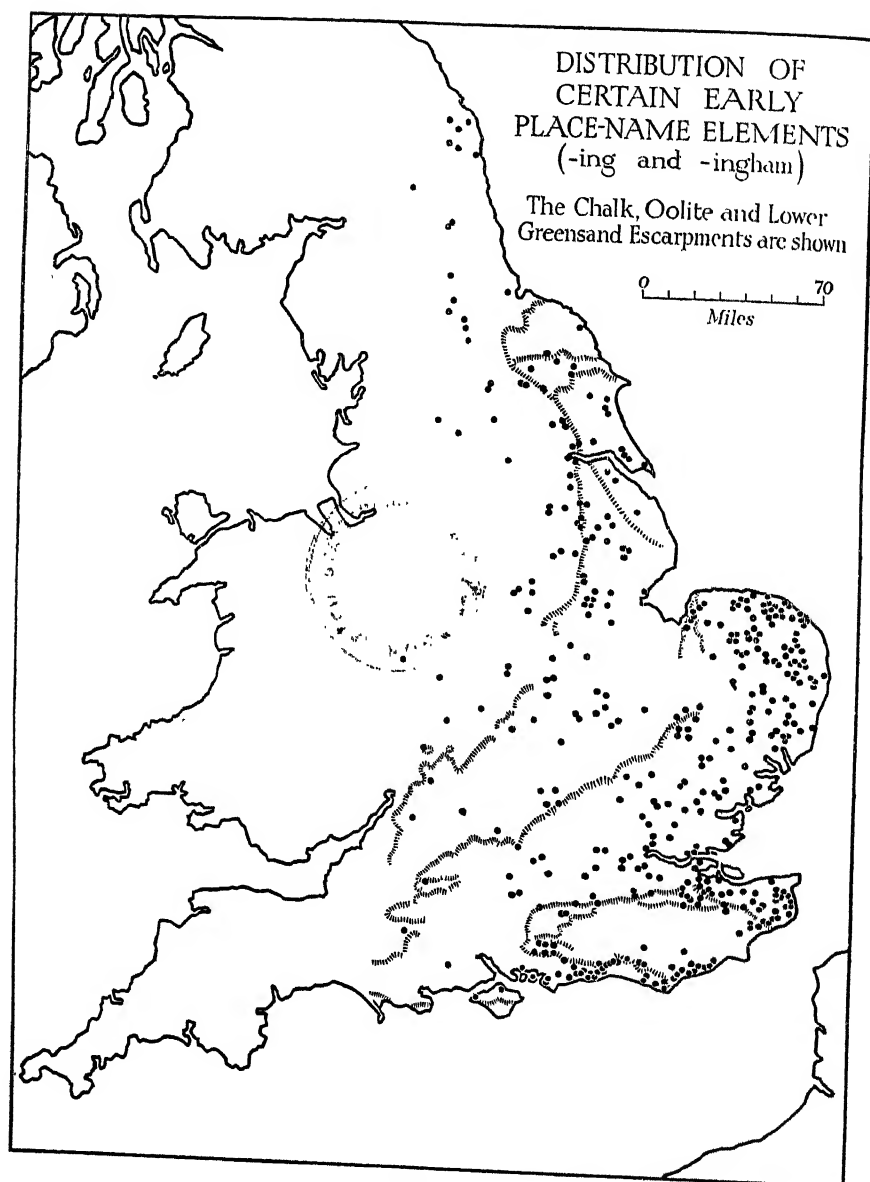 DISTRIBUTION OF
CERTAIN EARLY
PLACE-NAME ELEMENTS
(-ing and -ingham)
The Chalk, Oolite and Lower
Greensand Escarpments are shown
0 70
Miles